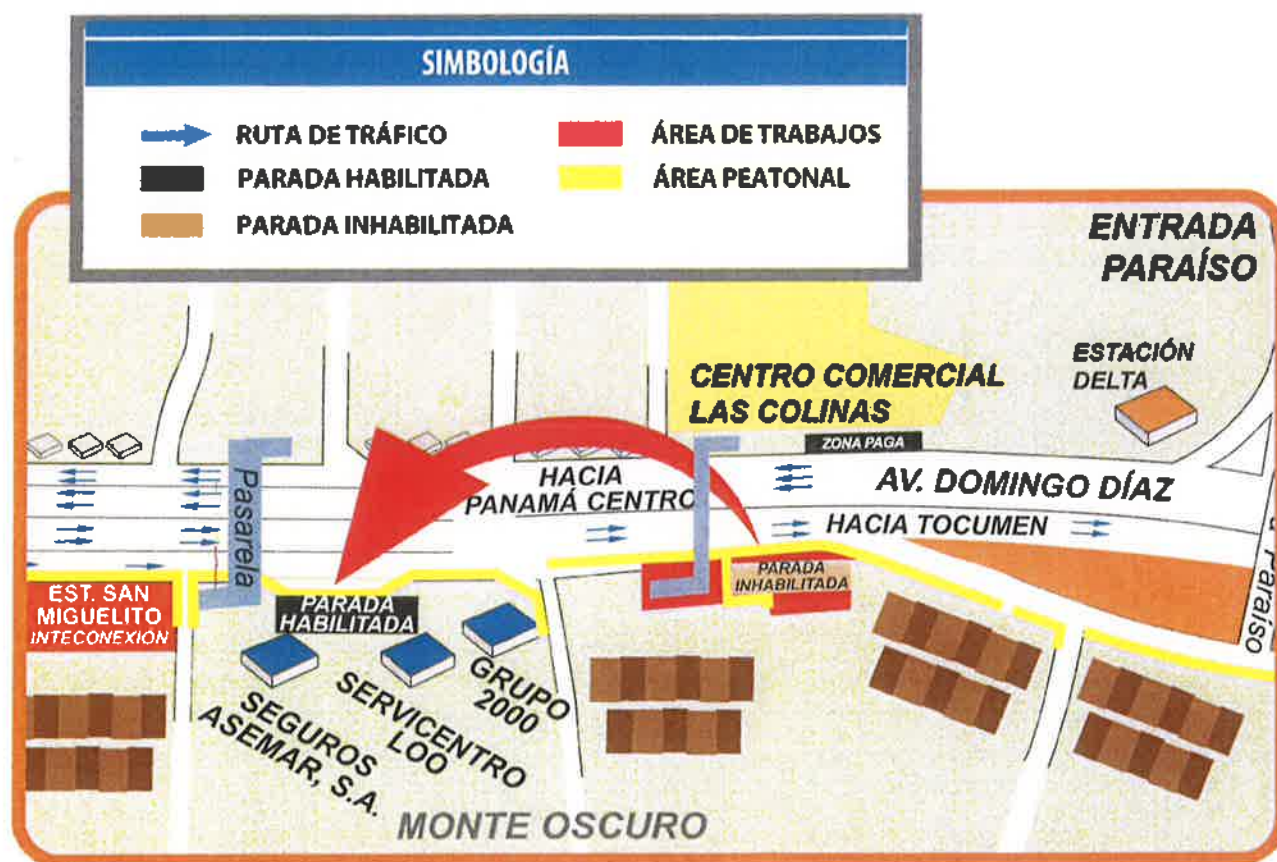 SIMBOLOGÍA
RUTA DE TRÁFICO
PARADA HABILITADA
PARADA INHABILITADA
ÁREA DE TRABAJOS
ÁREA PEATONAL
ENTRADA
PARAÍSO
ESTACIÓN
DELTA
CENTRO COMERCIAL
LAS COLINAS
ZONA PAGA
Pasarela
HACIA
PANAMÁ CENTRO
AV. DOMINGO DÍAZ
HACIA TOCUMEN
Paraíso
EST. SAN
MIGUELITO
INTECONEXIÓN
PARADA
HABILITADA
PARADA
INHABILITADA
SEGUROS
ASEMAR, S.A.
SERVICENTRO
LOO
GRUPO
2000
MONTE OSCURO